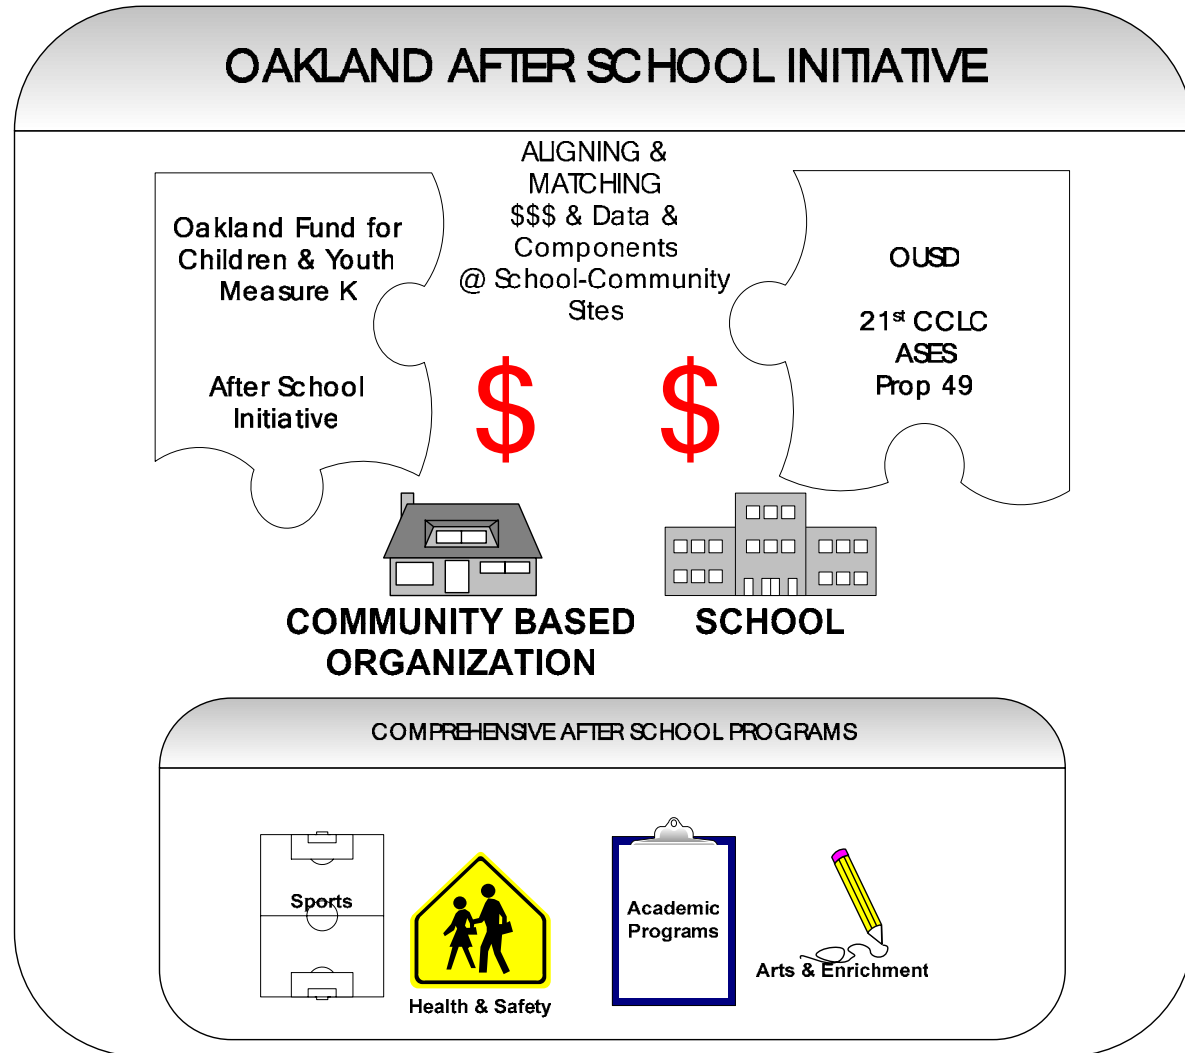 OAKLAND AFTER SCHOOL INITIATIVE
Oakland Fund for
Children & Youth
Measure K
After School
Initiative
ALIGNING &
MATCHING
$$$ & Data &
Components
@ School-Community
Sites
OUSD
21st CCLC
ASES
Prop 49
$ $
COMMUNITY BASED
ORGANIZATION
SCHOOL
COMPREHENSIVE AFTER SCHOOL PROGRAMS
Sports
Health & Safety
Academic
Programs
Arts & Enrichment